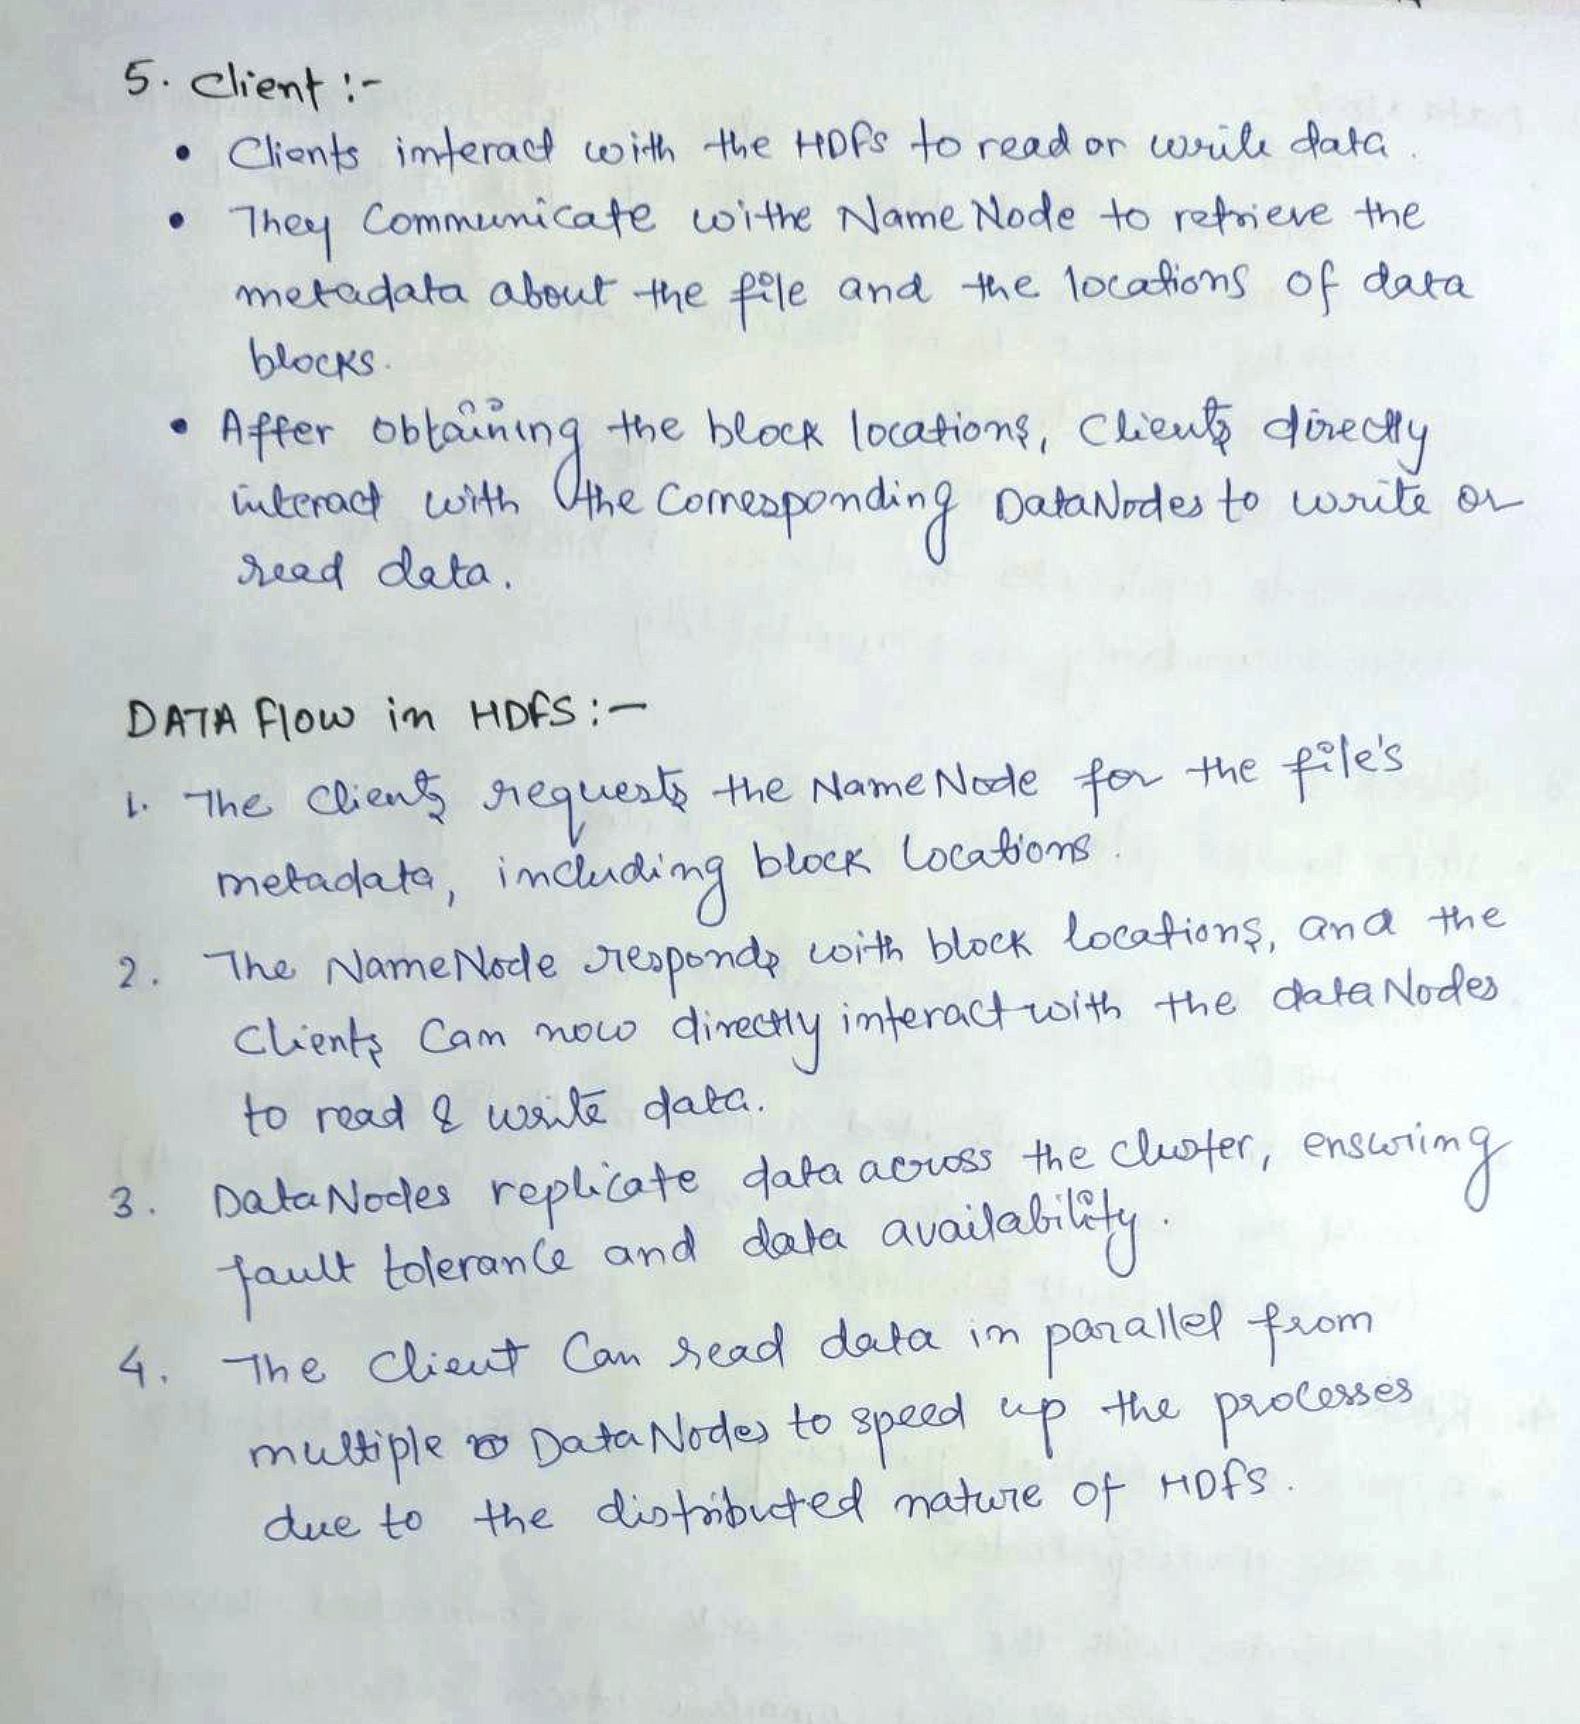 5. Client :-
• Clients interact with the HDFS to read or write data.
• They Communicate withe NameNode to retrieve the
metadata about the file and the locations of data
blocks.
• After obtaining the block locations, Clients directly
interact with the Corresponding DataNodes to write or
read data.
DATA Flow in HDFS :-
1. The Clients requests the NameNode for the file's
metadata, including block locations.
2. The NameNode responds with block locations, and the
Clients Can now directly interact with the dataNodes
to read & write data.
3. DataNodes replicate data across the cluster, ensuring
fault tolerance and data availability.
4. The Client Can read data in parallel from
multiple DataNodes to speed up the processes
due to the distributed nature of HDFS.